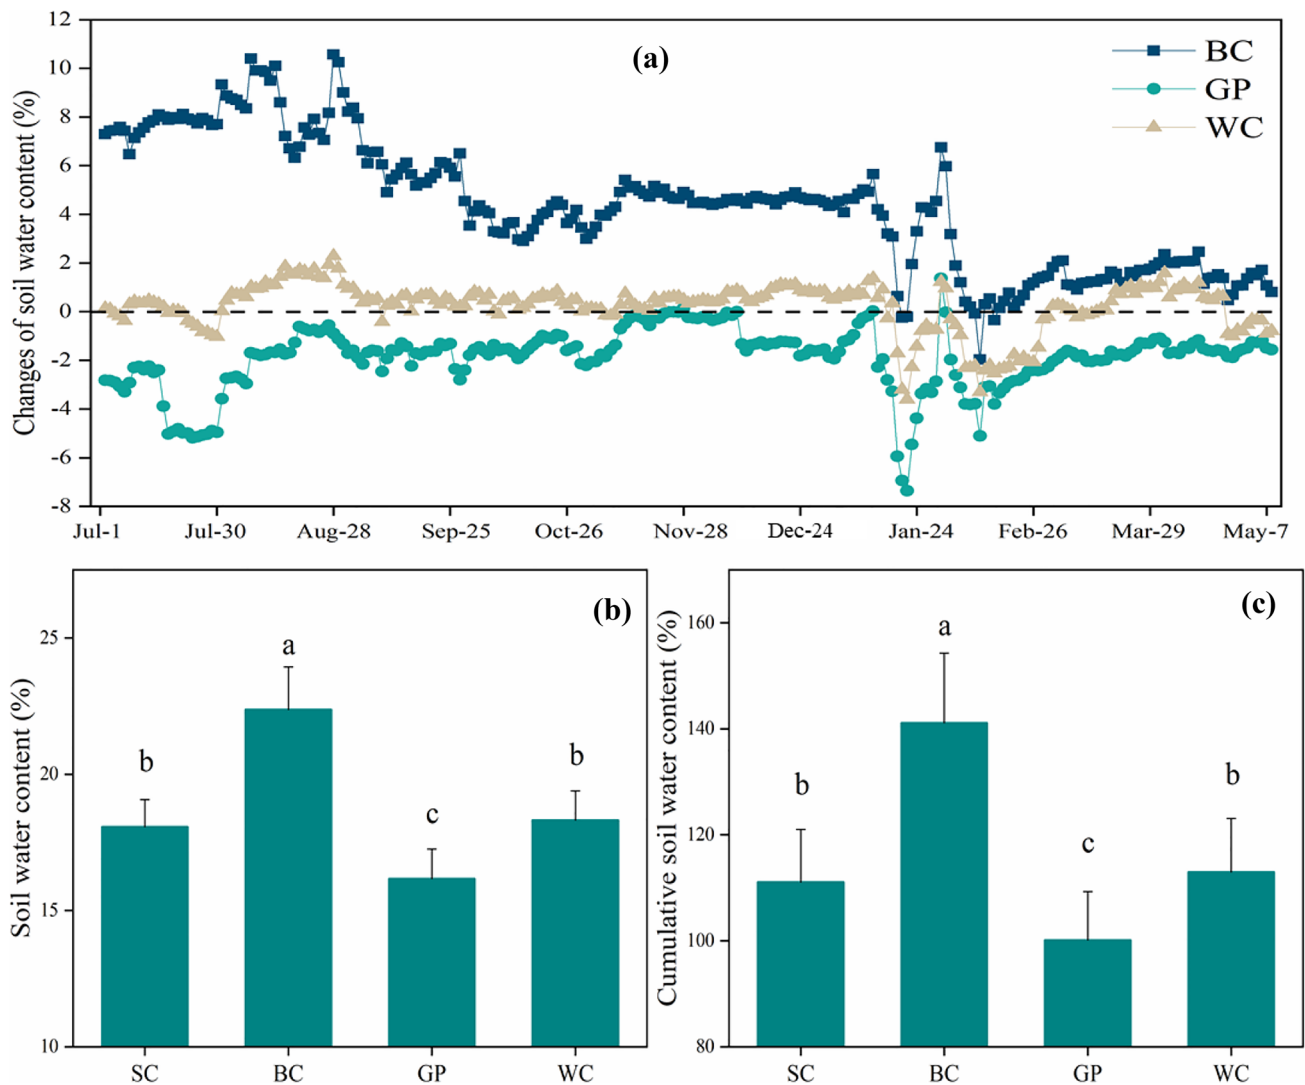 (a)
BC
GP
WC
Changes of soil water content (%)
12
10
8
6
4
2
0
-2
-4
-6
-8
Jul-1 Jul-30 Aug-28 Sep-25 Oct-26 Nov-28 Dec-24 Jan-24 Feb-26 Mar-29 May-7
(b)
Soil water content (%)
25
20
15
10
b a c b
SC BC GP WC
(c)
Cumulative soil water content (%)
160
140
120
100
80
b a c b
SC BC GP WC